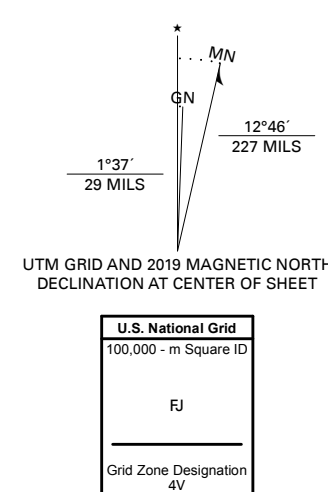 ★
MN
GN
12°46´
227 MILS
1°37´
29 MILS
UTM GRID AND 2019 MAGNETIC NORTH
DECLINATION AT CENTER OF SHEET
U.S. National Grid
100,000 - m Square ID
FJ
Grid Zone Designation
4V